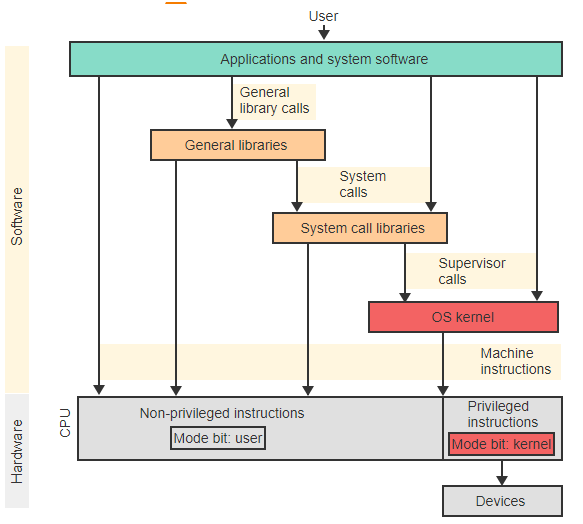 User
Applications and system software
General
library calls
General libraries
System
calls
System call libraries
Supervisor
calls
OS kernel
Machine
instructions
Software
Hardware
CPU
Non-privileged instructions
Mode bit: user
Privileged
instructions
Mode bit: kernel
Devices